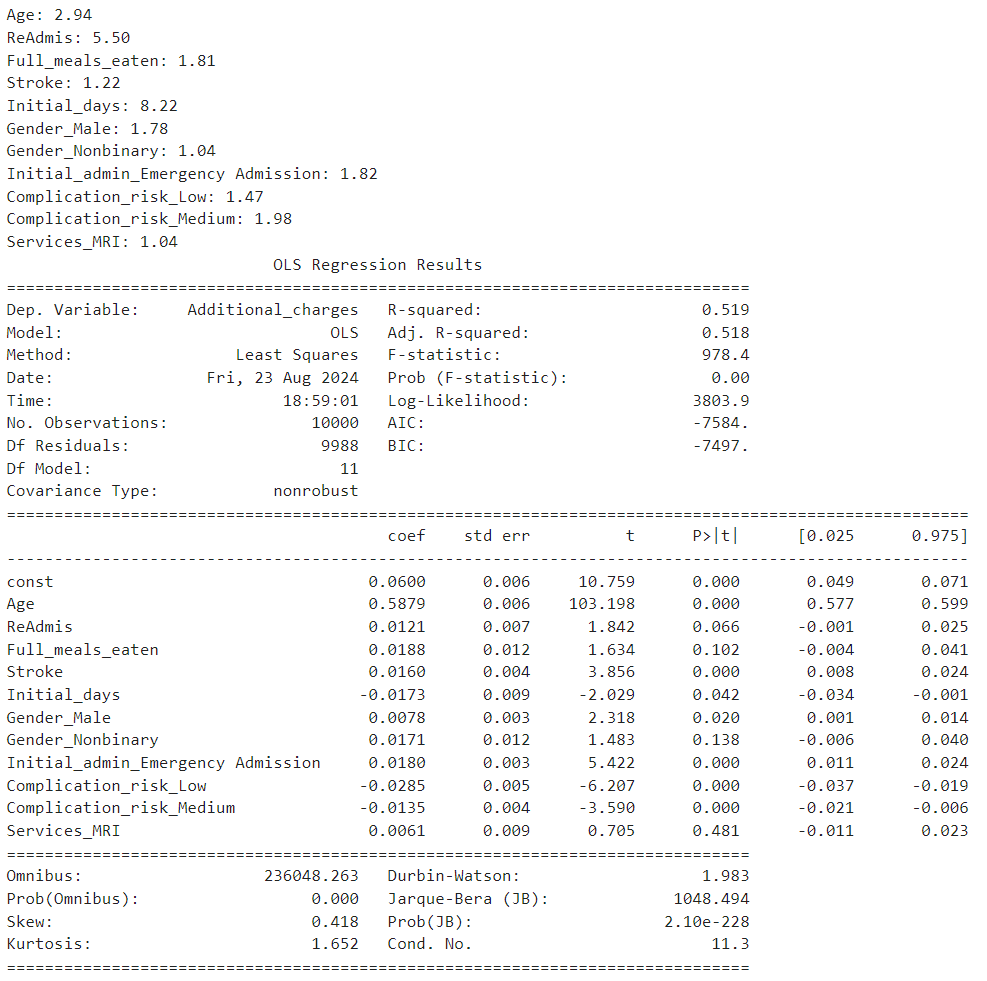 Age: 2.94
ReAdmis: 5.50
Full_meals_eaten: 1.81
Stroke: 1.22
Initial_days: 8.22
Gender_Male: 1.78
Gender_Nonbinary: 1.04
Initial_admin_Emergency Admission: 1.82
Complication_risk_Low: 1.47
Complication_risk_Medium: 1.98
Services_MRI: 1.04
                            OLS Regression Results
==============================================================================
Dep. Variable:     Additional_charges   R-squared:                       0.519
Model:                            OLS   Adj. R-squared:                  0.518
Method:                 Least Squares   F-statistic:                     978.4
Date:                Fri, 23 Aug 2024   Prob (F-statistic):               0.00
Time:                        18:59:01   Log-Likelihood:                 3803.9
No. Observations:               10000   AIC:                            -7584.
Df Residuals:                    9988   BIC:                            -7497.
Df Model:                          11
Covariance Type:            nonrobust
=====================================================================================================
                                        coef    std err          t      P>|t|      [0.025      0.975]
-----------------------------------------------------------------------------------------------------
const                                 0.0600      0.006     10.759      0.000       0.049       0.071
Age                                   0.5879      0.006    103.198      0.000       0.577       0.599
ReAdmis                               0.0121      0.007      1.842      0.066      -0.001       0.025
Full_meals_eaten                      0.0188      0.012      1.634      0.102      -0.004       0.041
Stroke                                0.0160      0.004      3.856      0.000       0.008       0.024
Initial_days                         -0.0173      0.009     -2.029      0.042      -0.034      -0.001
Gender_Male                           0.0078      0.003      2.318      0.020       0.001       0.014
Gender_Nonbinary                      0.0171      0.012      1.483      0.138      -0.006       0.040
Initial_admin_Emergency Admission     0.0180      0.003      5.422      0.000       0.011       0.024
Complication_risk_Low                -0.0285      0.005     -6.207      0.000      -0.037      -0.019
Complication_risk_Medium             -0.0135      0.004     -3.590      0.000      -0.021      -0.006
Services_MRI                          0.0061      0.009      0.705      0.481      -0.011       0.023
==============================================================================
Omnibus:                   236048.263   Durbin-Watson:                   1.983
Prob(Omnibus):                  0.000   Jarque-Bera (JB):             1048.494
Skew:                           0.418   Prob(JB):                    2.10e-228
Kurtosis:                       1.652   Cond. No.                         11.3
==============================================================================